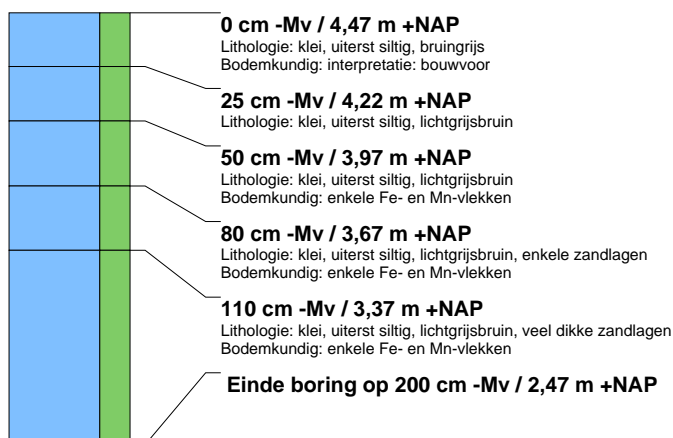 0 cm -Mv / 4,47 m +NAP
Lithologie: klei, uiterst siltig, bruingrijs
Bodemkundig: interpretatie: bouwvoor
25 cm -Mv / 4,22 m +NAP
Lithologie: klei, uiterst siltig, lichtgrijsbruin
50 cm -Mv / 3,97 m +NAP
Lithologie: klei, uiterst siltig, lichtgrijsbruin
Bodemkundig: enkele Fe- en Mn-vlekken
80 cm -Mv / 3,67 m +NAP
Lithologie: klei, uiterst siltig, lichtgrijsbruin, enkele zandlagen
Bodemkundig: enkele Fe- en Mn-vlekken
110 cm -Mv / 3,37 m +NAP
Lithologie: klei, uiterst siltig, lichtgrijsbruin, veel dikke zandlagen
Bodemkundig: enkele Fe- en Mn-vlekken
Einde boring op 200 cm -Mv / 2,47 m +NAP